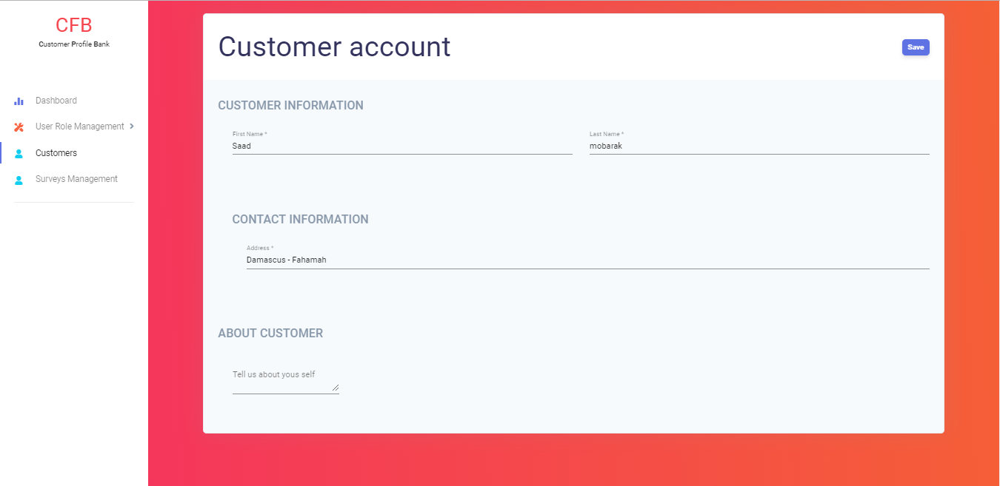 CFB
Customer Profile Bank
Dashboard
User Role Management
Customers
Surveys Management
Customer account
Save
CUSTOMER INFORMATION
First Name *
Last Name *
Saad
mobarak
CONTACT INFORMATION
Address *
Damascus - Fahamah
ABOUT CUSTOMER
Tell us about yous self